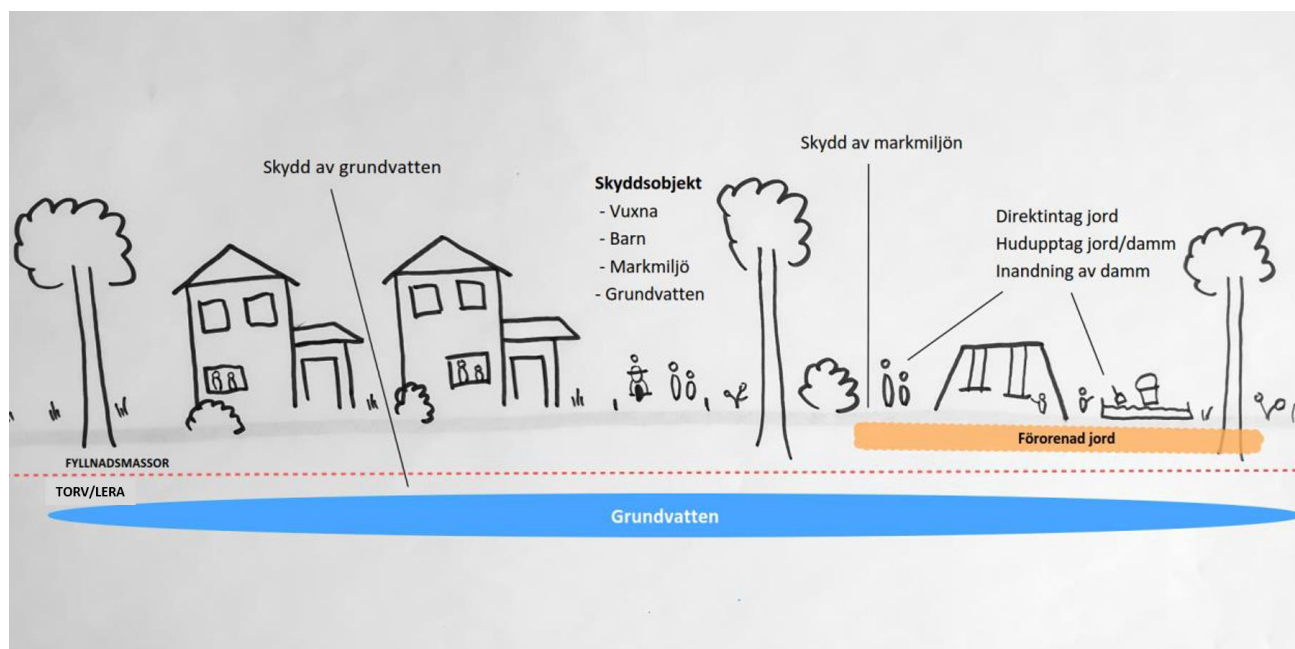 Skydd av markmiljön
Skydd av grundvatten
Skyddsobjekt
- Vuxna
- Barn
- Markmiljö
- Grundvatten
Direktintag jord
Hudupptag jord/damm
Inandning av damm
Förorenad jord
FYLLNADSMASSOR
TORV/LERA
Grundvatten